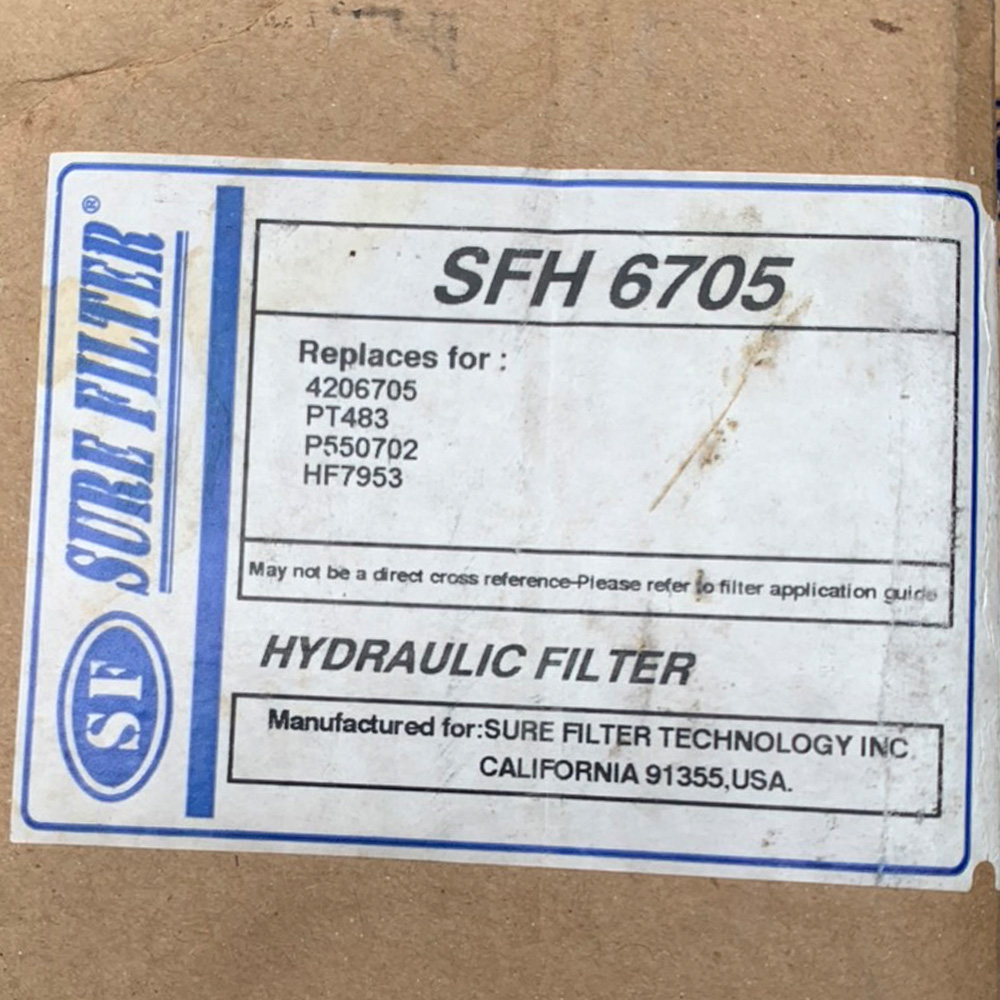 SURE FILTER®
SF
SFH 6705
Replaces for :
4206705
PT483
P550702
HF7953
May not be a direct cross reference-Please refer to filter application guide
HYDRAULIC FILTER
Manufactured for:SURE FILTER TECHNOLOGY INC.
CALIFORNIA 91355,USA.